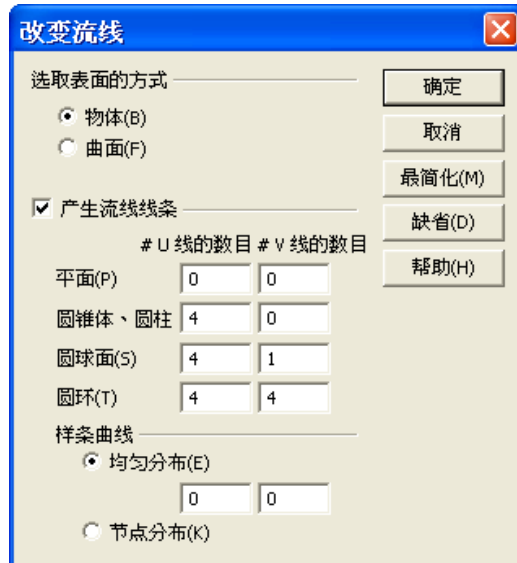 改变流线
选取表面的方式
物体(B)
曲面(F)
产生流线线条
# U 线的数目 # V 线的数目
平面(P) 0 0
圆锥体、圆柱 4 0
圆球面(S) 4 1
圆环(T) 4 4
样条曲线
均匀分布(E)
0 0
节点分布(K)
确定
取消
最简化(M)
缺省(D)
帮助(H)